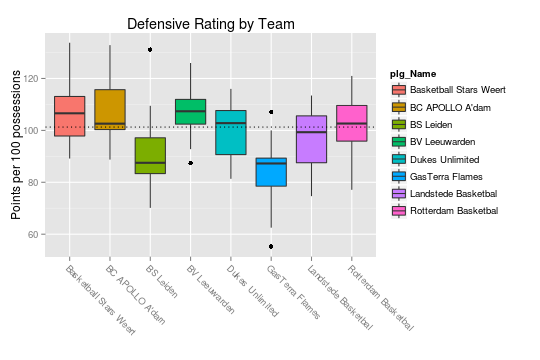 Defensive Rating by Team
Points per 100 possessions
120
100
80
60
Basketball Stars Weert
BC APOLLO A'dam
BS Leiden
BV Leeuwarden
Dukes Unlimited
GasTerra Flames
Landstede Basketbal
Rotterdam Basketbal
plg_Name
Basketball Stars Weert
BC APOLLO A'dam
BS Leiden
BV Leeuwarden
Dukes Unlimited
GasTerra Flames
Landstede Basketbal
Rotterdam Basketbal